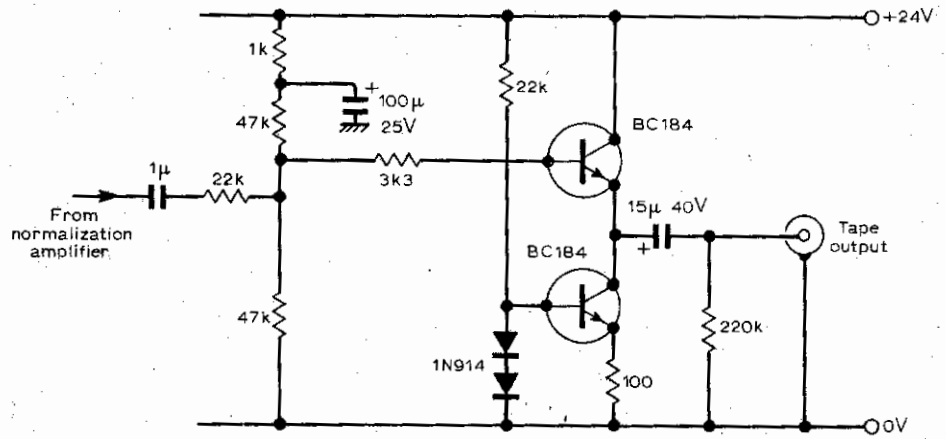 +24V
1k
+
100μ
25V
22k
47k
BC184
1μ
22k
3k3
From
normalization
amplifier
15μ 40V
+
Tape
output
BC184
47k
220k
1N914
100
0V